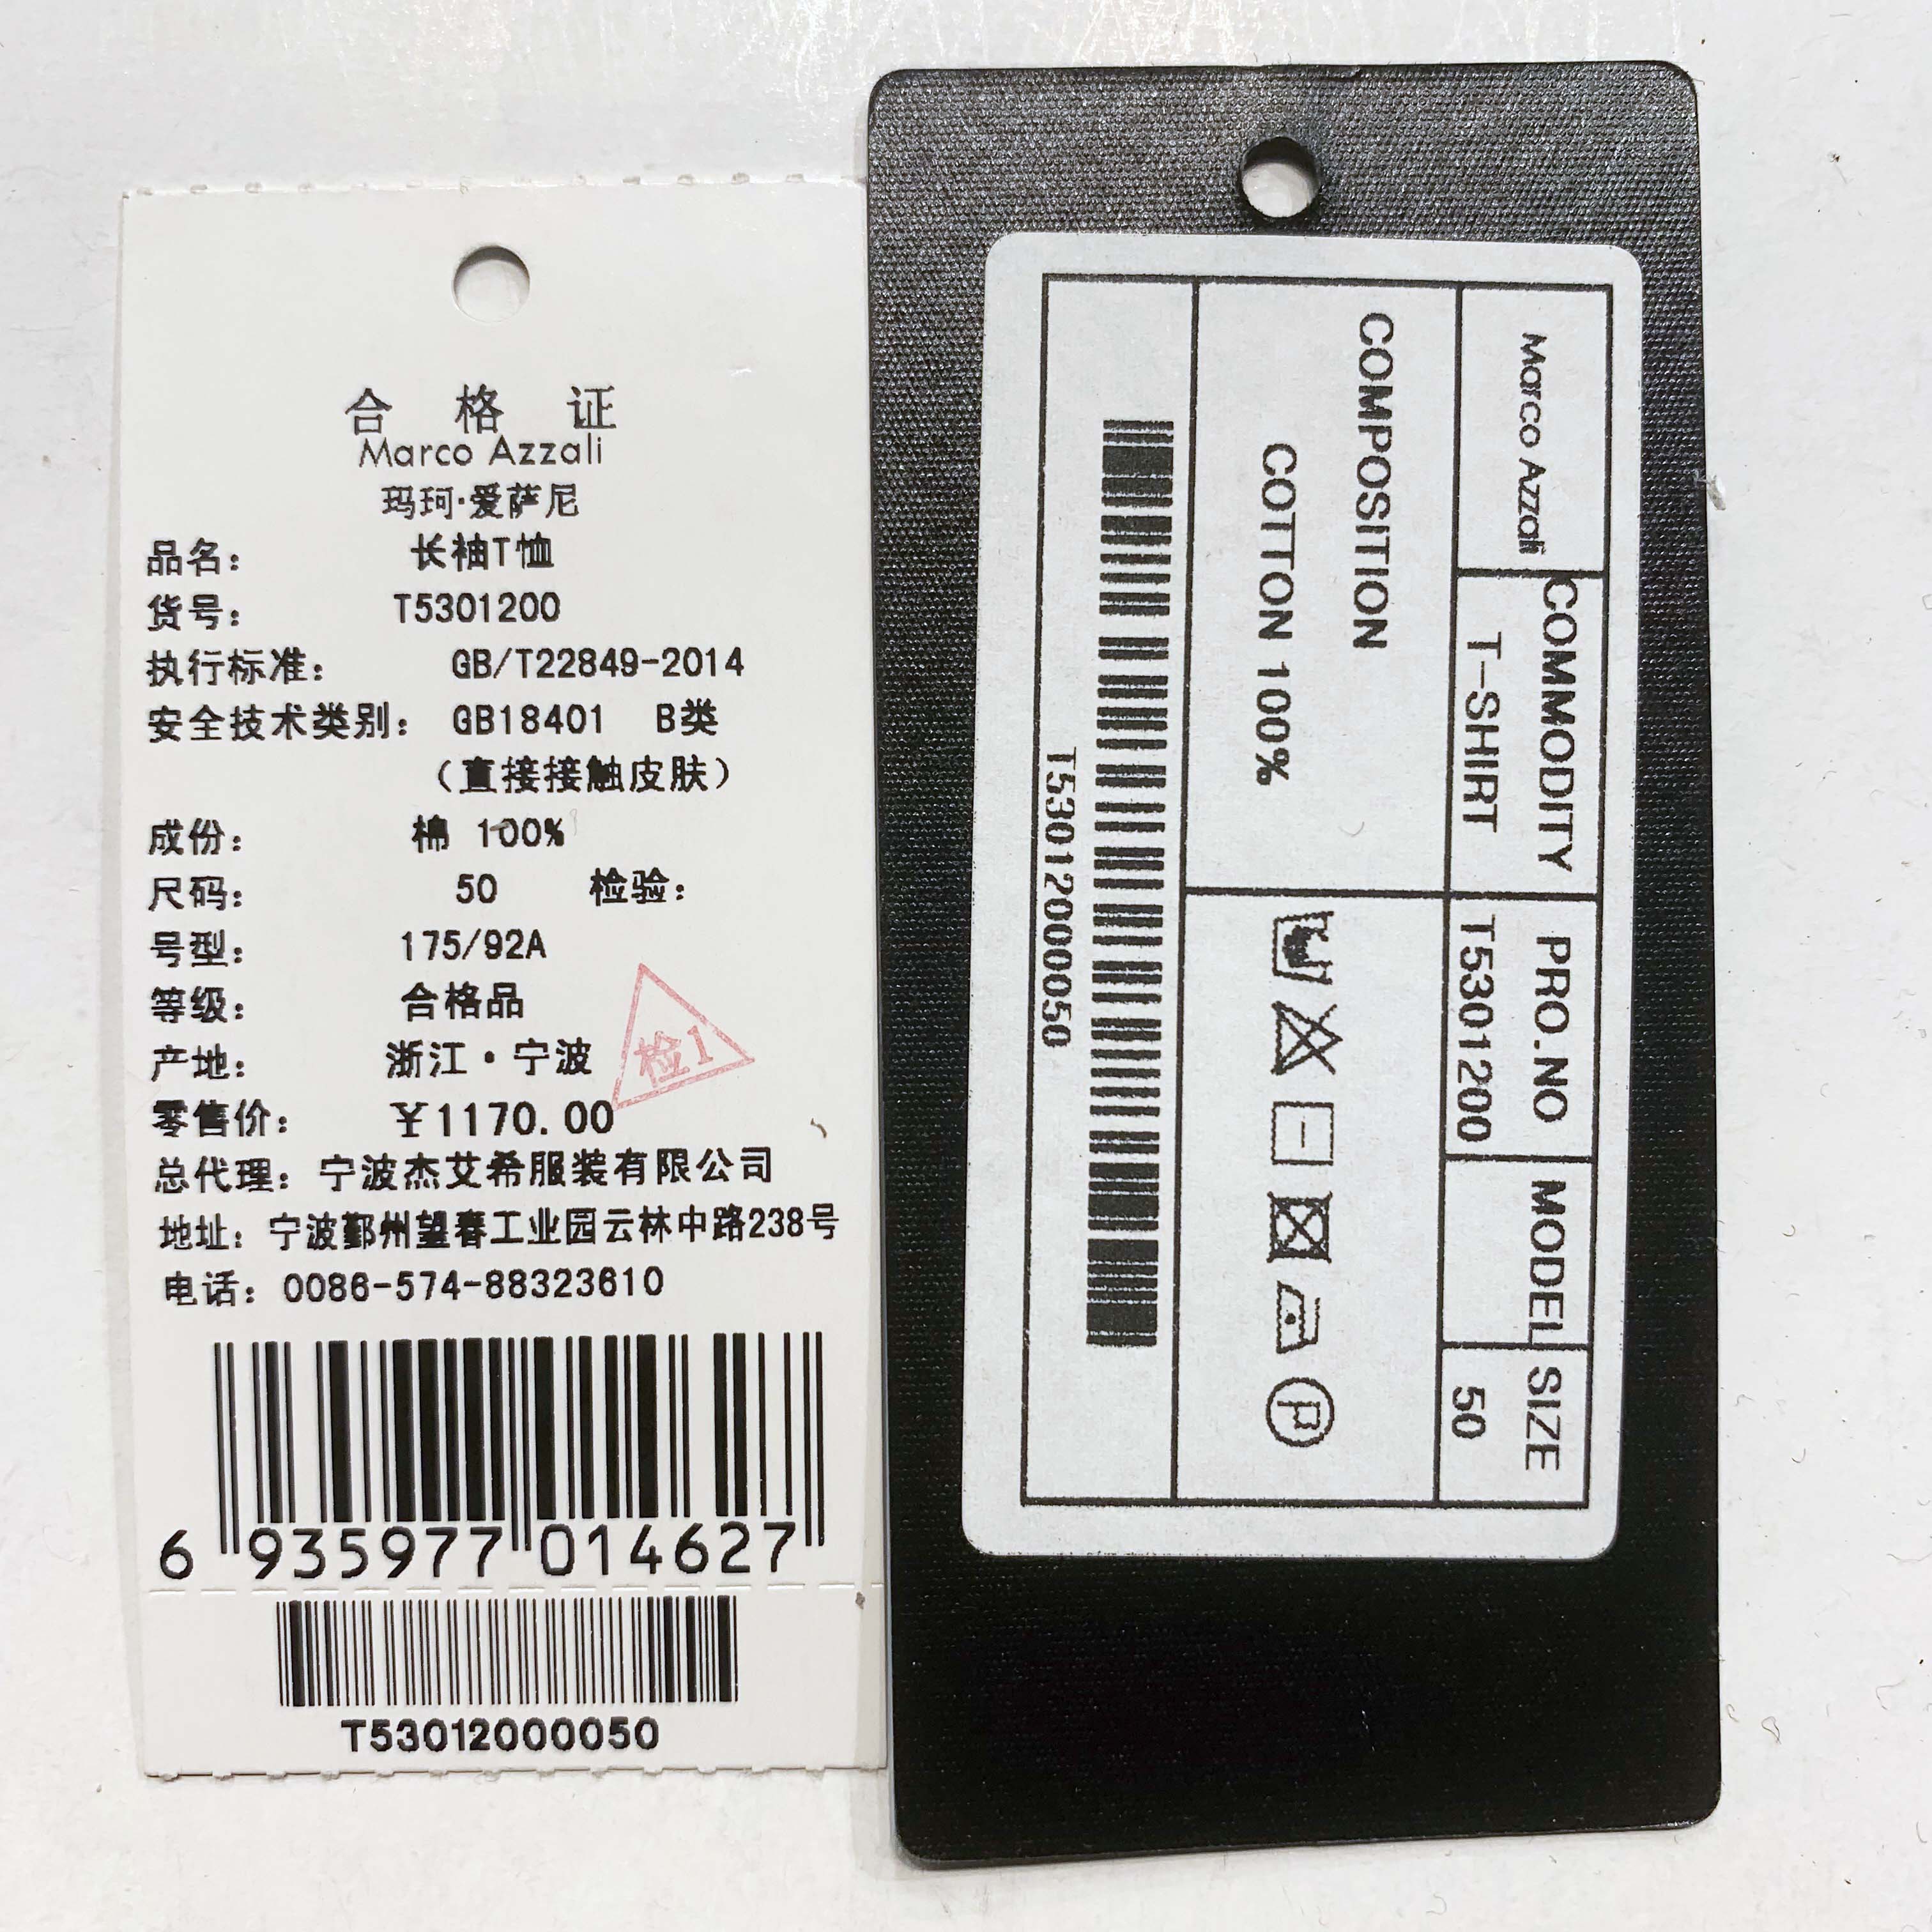 合 格 证
Marco Azzali
玛珂·爱萨尼
品名： 长袖T恤
货号： T5301200
执行标准： GB/T22849-2014
安全技术类别： GB18401 B类
（直接接触皮肤）
成份： 棉 100%
尺码： 50 检验：
号型： 175/92A
等级： 合格品
产地： 浙江·宁波
检1
零售价： ¥1170.00
总代理：宁波杰艾希服装有限公司
地址：宁波鄞州望春工业园云林中路238号
电话：0086-574-88323610
6 935977 014627
T53012000050
Marco Azzali COMMODITY PRO.NO MODEL SIZE
T-SHIRT T5301200 50
COMPOSITION
COTTON 100%
P
T53012000050